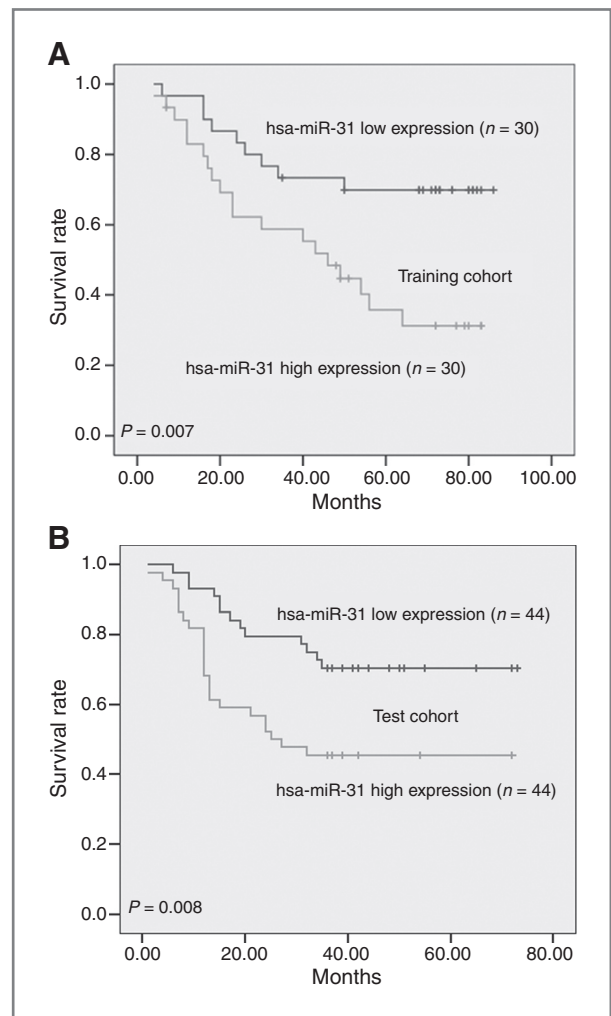 A
1.0
0.8
0.6
0.4
0.2
0.0
Survival rate
hsa-miR-31 low expression (n = 30)
Training cohort
hsa-miR-31 high expression (n = 30)
P = 0.007
0.00 20.00 40.00 60.00 80.00 100.00
Months
B
1.0
0.8
0.6
0.4
0.2
0.0
Survival rate
hsa-miR-31 low expression (n = 44)
Test cohort
hsa-miR-31 high expression (n = 44)
P = 0.008
0.00 20.00 40.00 60.00 80.00
Months